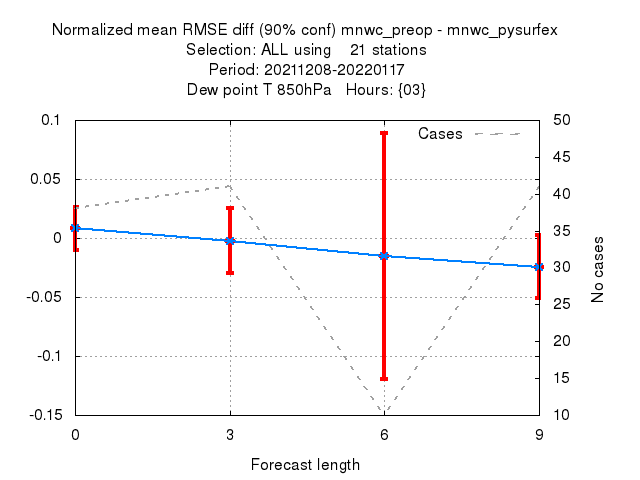 Normalized mean RMSE diff (90% conf) mnwc_preop - mnwc_pysurfex
Selection: ALL using    21 stations
Period: 20211208-20220117
Dew point T 850hPa   Hours: {03}
Cases
0.1
0.05
0
-0.05
-0.1
-0.15
50
45
40
35
30
25
20
15
10
No cases
0 3 6 9
Forecast length